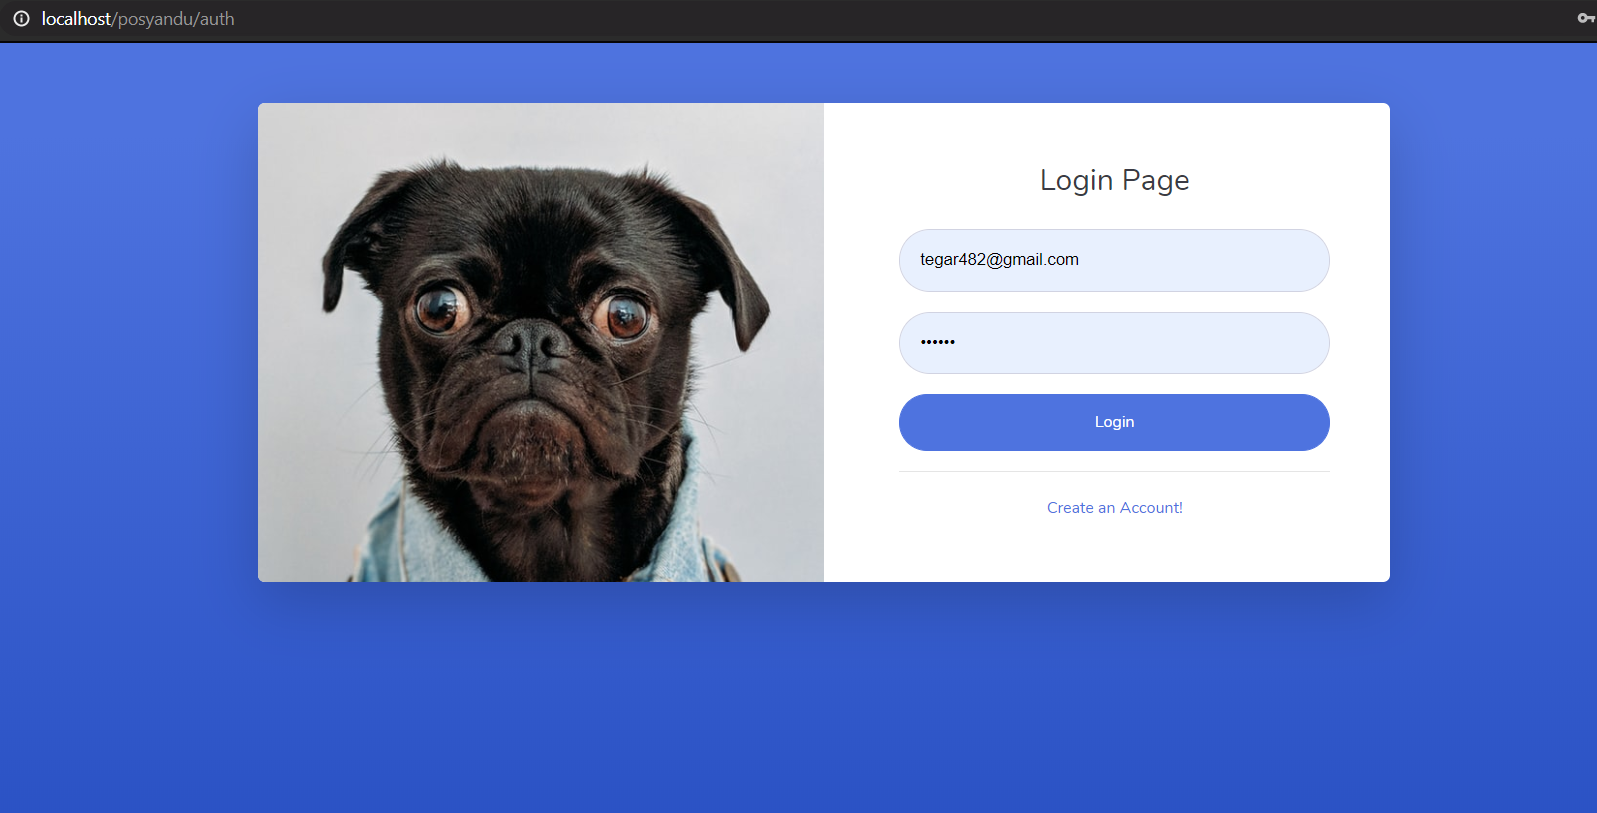 localhost/posyandu/auth
Login Page
tegar482@gmail.com
••••••
Login
Create an Account!